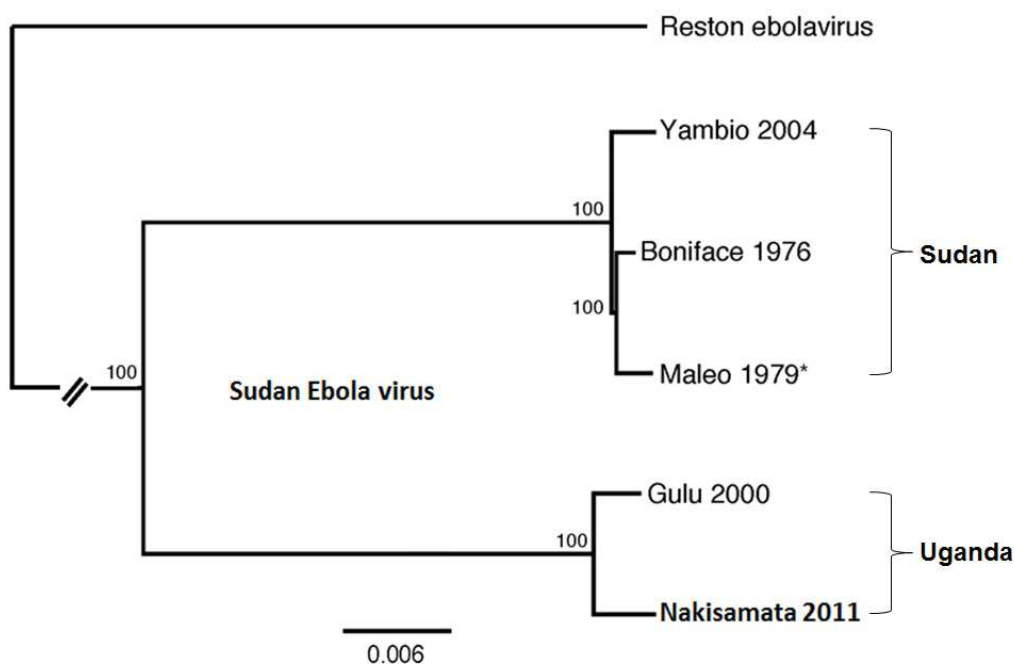 Reston ebolavirus
Yambio 2004
100
Boniface 1976
Sudan
100
100
Maleo 1979*
Sudan Ebola virus
Gulu 2000
100
Uganda
Nakisamata 2011
0.006